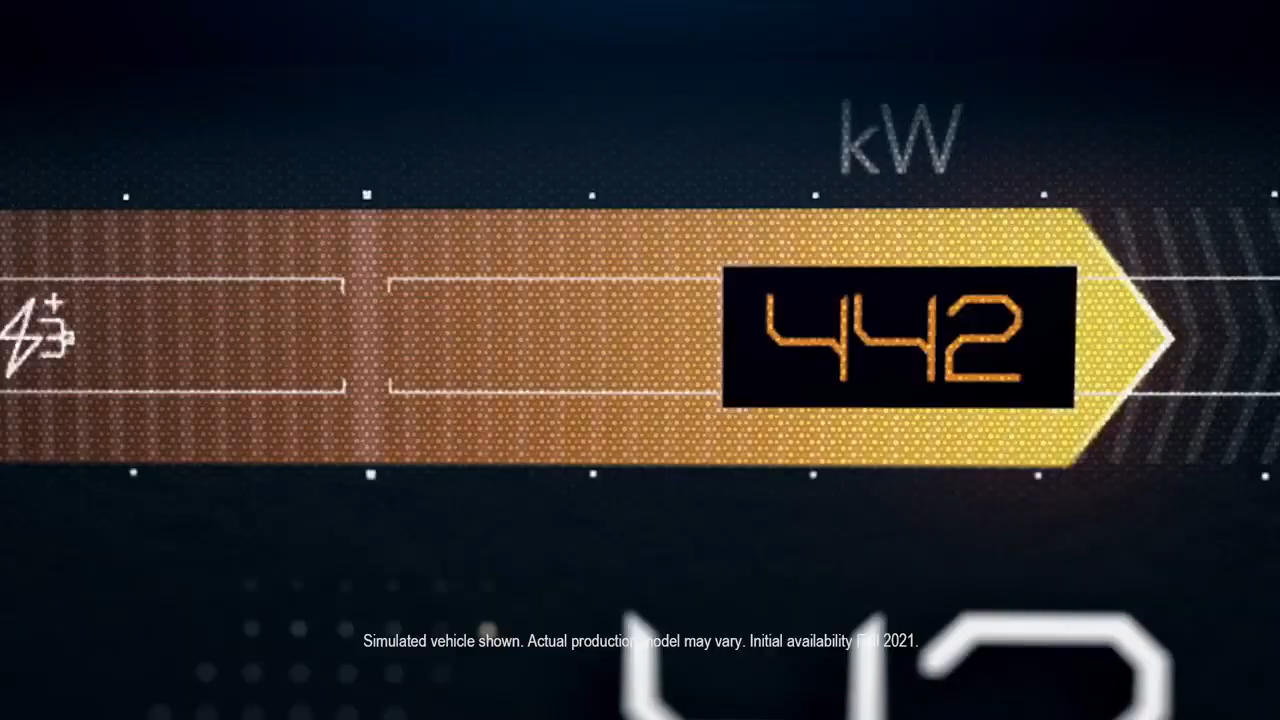 kW
442
Simulated vehicle shown. Actual production model may vary. Initial availability Fall 2021.